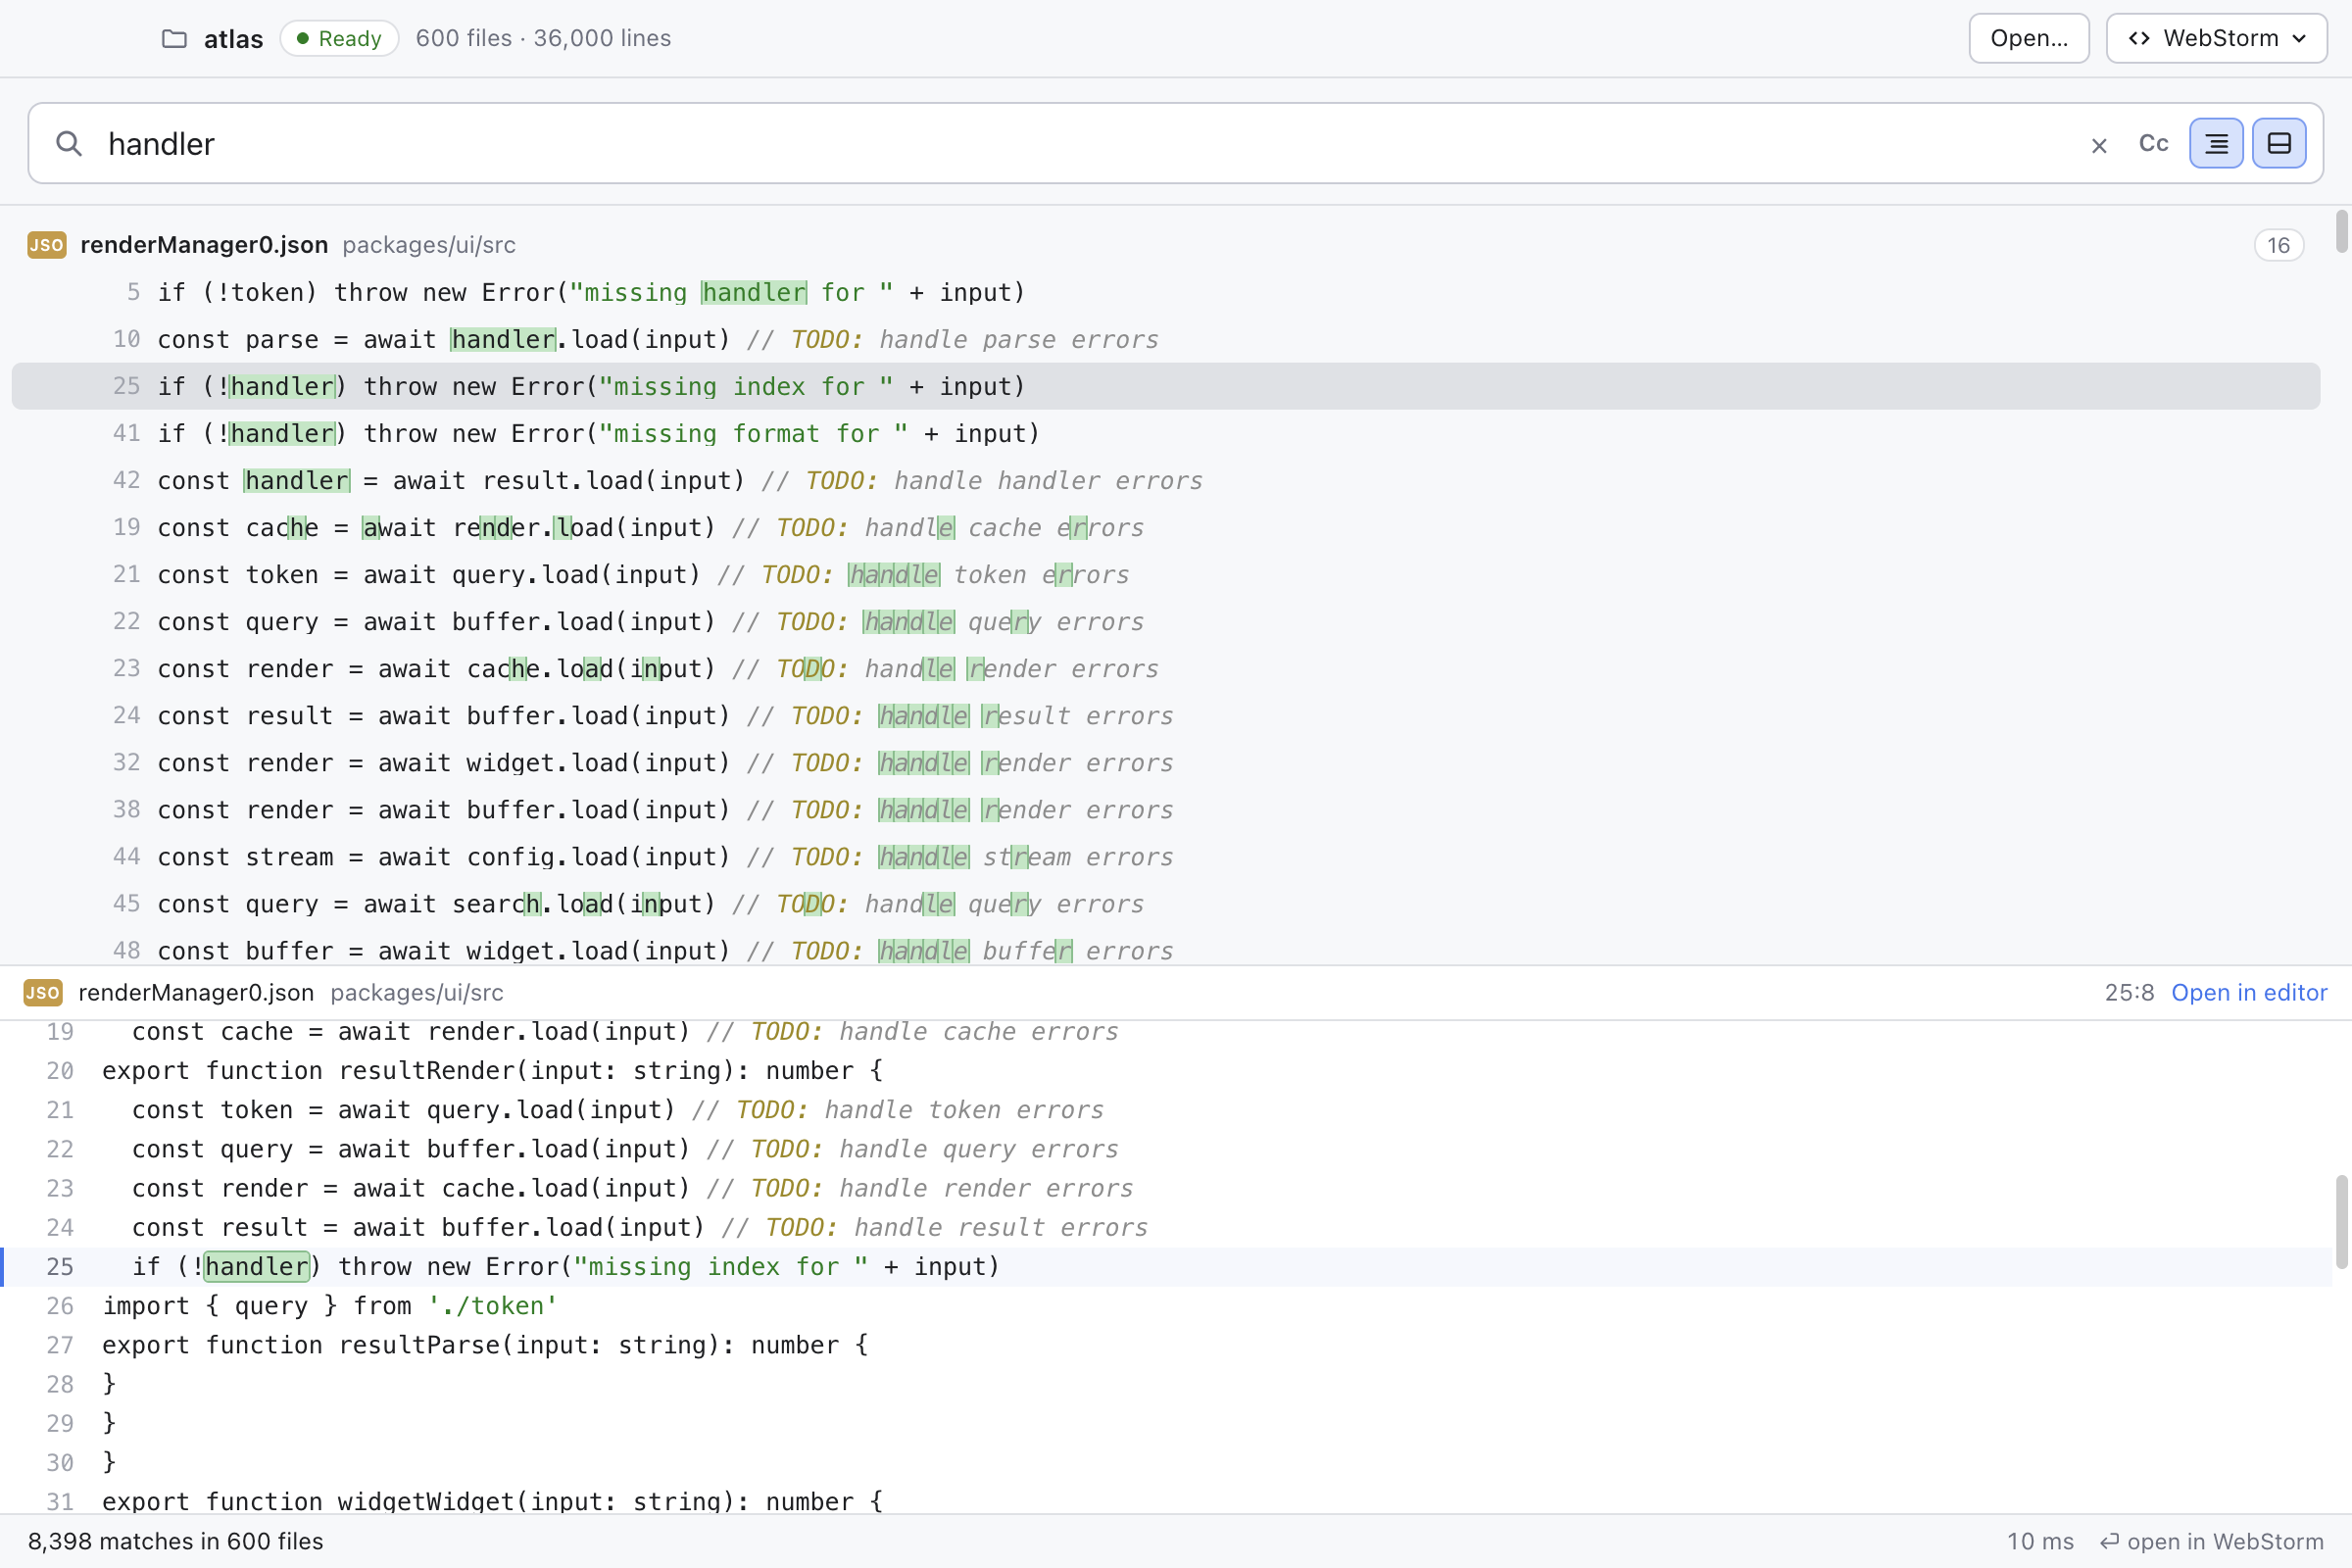 atlas Ready 600 files · 36,000 lines Open... WebStorm
handler × Cc
JSO renderManager0.json packages/ui/src 16
5 if (!token) throw new Error("missing handler for " + input)
10 const parse = await handler.load(input) // TODO: handle parse errors
25 if (!handler) throw new Error("missing index for " + input)
41 if (!handler) throw new Error("missing format for " + input)
42 const handler = await result.load(input) // TODO: handle handler errors
19 const cache = await render.load(input) // TODO: handle cache errors
21 const token = await query.load(input) // TODO: handle token errors
22 const query = await buffer.load(input) // TODO: handle query errors
23 const render = await cache.load(input) // TODO: handle render errors
24 const result = await buffer.load(input) // TODO: handle result errors
32 const render = await widget.load(input) // TODO: handle render errors
38 const render = await buffer.load(input) // TODO: handle render errors
44 const stream = await config.load(input) // TODO: handle stream errors
45 const query = await search.load(input) // TODO: handle query errors
48 const buffer = await widget.load(input) // TODO: handle buffer errors
JSO renderManager0.json packages/ui/src 25:8 Open in editor
19 const cache = await render.load(input) // TODO: handle cache errors
20 export function resultRender(input: string): number {
21 const token = await query.load(input) // TODO: handle token errors
22 const query = await buffer.load(input) // TODO: handle query errors
23 const render = await cache.load(input) // TODO: handle render errors
24 const result = await buffer.load(input) // TODO: handle result errors
25 if (!handler) throw new Error("missing index for " + input)
26 import { query } from './token'
27 export function resultParse(input: string): number {
28 }
29 }
30 }
31 export function widgetWidget(input: string): number {
8,398 matches in 600 files 10 ms open in WebStorm